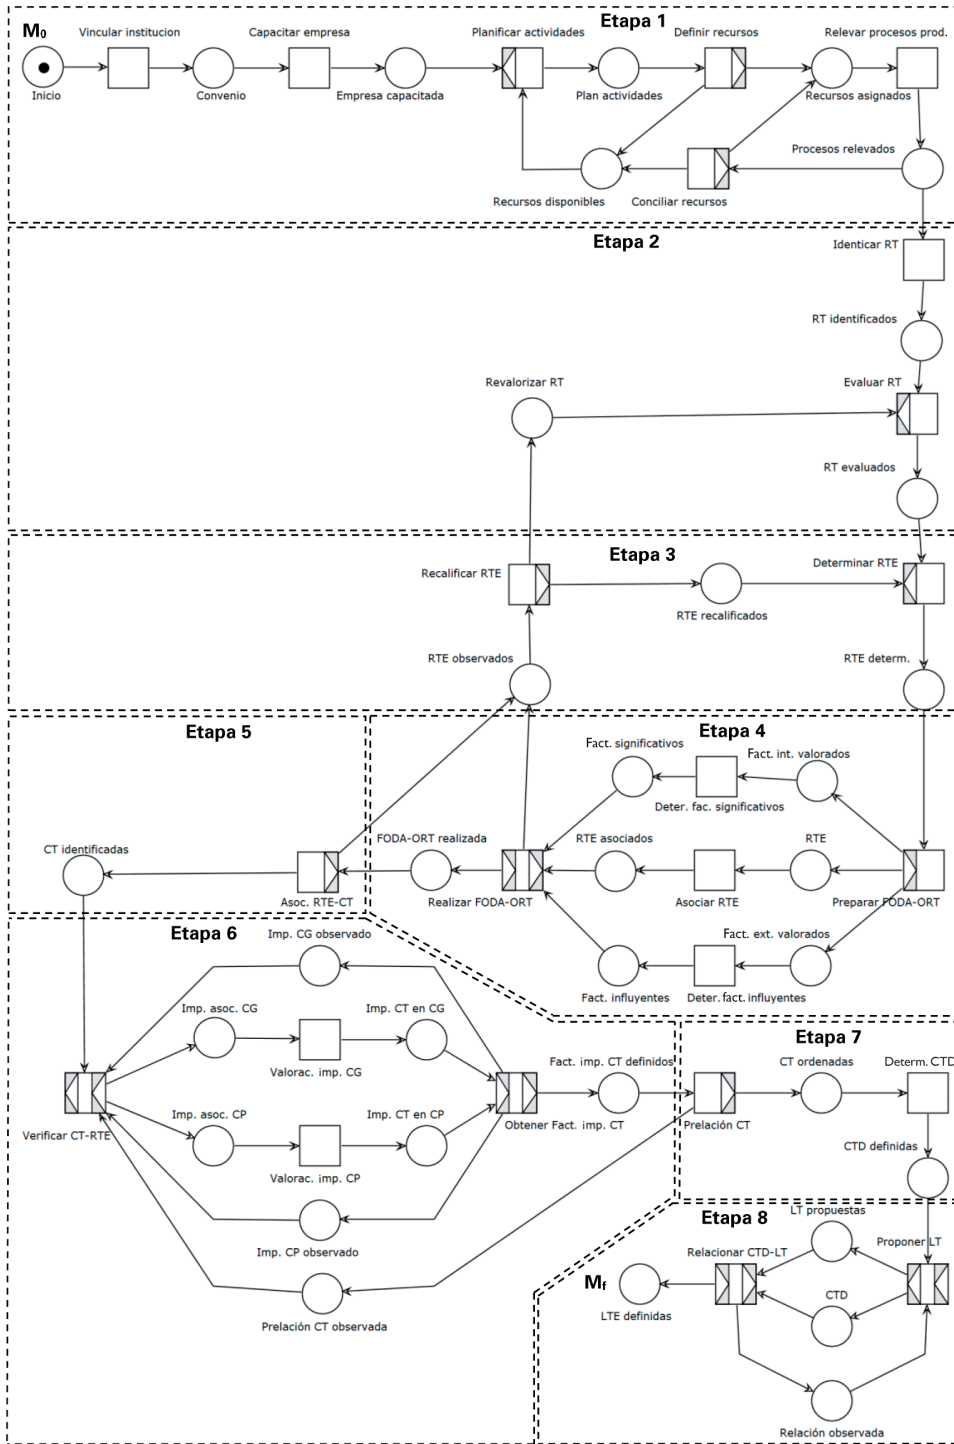 Etapa 1
M₀
Vincular institucion
Capacitar empresa
Planificar actividades
Definir recursos
Relevar procesos prod.
Inicio
Convenio
Empresa capacitada
Plan actividades
Recursos asignados
Procesos relevados
Recursos disponibles
Conciliar recursos
Etapa 2
Identicar RT
RT identificados
Revalorizar RT
Evaluar RT
RT evaluados
Etapa 3
Recalificar RTE
Determinar RTE
RTE recalificados
RTE observados
RTE determ.
Etapa 5
Etapa 4
Fact. significativos
Fact. int. valorados
Deter. fac. significativos
CT identificadas
FODA-ORT realizada
RTE asociados
RTE
Asoc. RTE-CT
Realizar FODA-ORT
Asociar RTE
Preparar FODA-ORT
Etapa 6
Imp. CG observado
Fact. ext. valorados
Fact. influyentes
Deter. fact. influyentes
Imp. asoc. CG
Imp. CT en CG
Etapa 7
Valorac. imp. CG
Fact. imp. CT definidos
CT ordenadas
Determ. CTD
Imp. asoc. CP
Imp. CT en CP
Verificar CT-RTE
Obtener Fact. imp. CT
Prelación CT
CTD definidas
Valorac. imp. CP
Etapa 8
LT propuestas
Imp. CP observado
Relacionar CTD-LT
Proponer LT
M_f
CTD
LTE definidas
Prelación CT observada
Relación observada